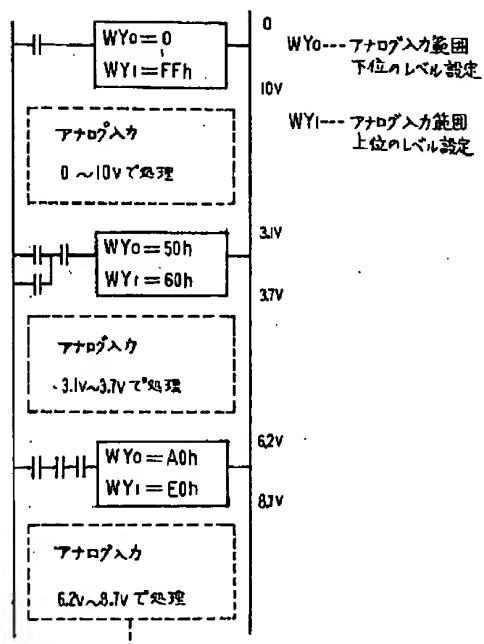 WY0=0
WY1=FFh
0
10V
WY0---アナログ入力範囲
下位のレベル設定
WY1---アナログ入力範囲
上位のレベル設定
アナログ入力
0～10Vで処理
WY0=50h
WY1=60h
3.1V
3.7V
アナログ入力
3.1V～3.7Vで処理
WY0=A0h
WY1=E0h
6.2V
8.7V
アナログ入力
6.2V～8.7Vで処理